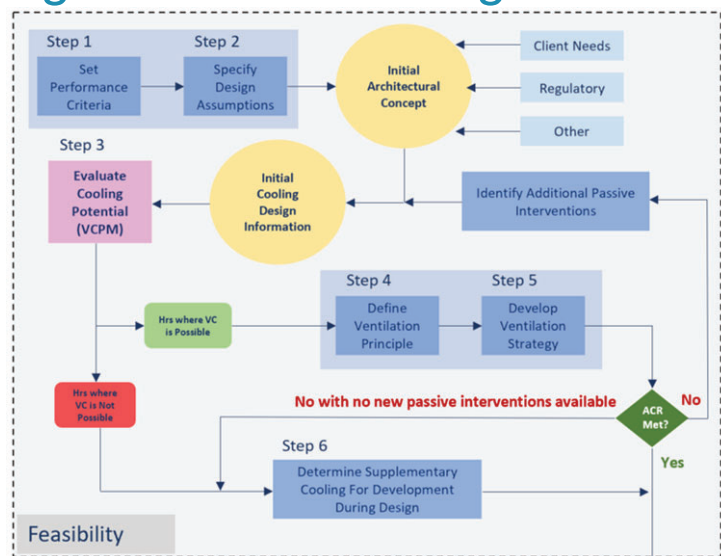 Step 1
Step 2
Set
Performance
Criteria
Specify
Design
Assumptions
Initial
Architectural
Concept
Client Needs
Regulatory
Other
Step 3
Evaluate
Cooling
Potential
(VCPM)
Initial
Cooling
Design
Information
Identify Additional Passive
Interventions
Step 4
Step 5
Hrs where VC
is Possible
Define
Ventilation
Principle
Develop
Ventilation
Strategy
Hrs where
VC is Not
Possible
No with no new passive interventions available
ACR
Met?
No
Yes
Step 6
Determine Supplementary
Cooling For Development
During Design
Feasibility